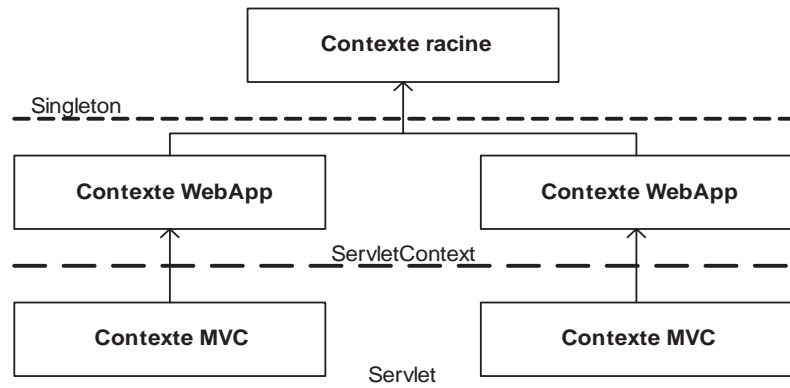 Contexte racine
Singleton
Contexte WebApp
Contexte WebApp
ServletContext
Contexte MVC
Contexte MVC
Servlet